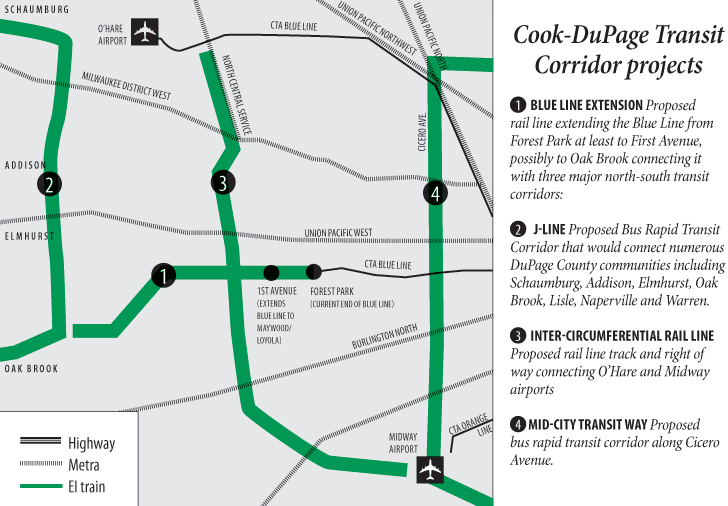 SCHAUMBURG
O'HARE
AIRPORT
CTA BLUE LINE
UNION PACIFIC NORTHWEST
UNION PACIFIC NORTH
MILWAUKEE DISTRICT WEST
NORTH CENTRAL SERVICE
CICERO AVE.
ADDISON
2
3
4
ELMHURST
UNION PACIFIC WEST
CTA BLUE LINE
1
1ST AVENUE
(EXTENDS
BLUE LINE TO
MAYWOOD/
LOYOLA)
FOREST PARK
(CURRENT END OF BLUE LINE)
BURLINGTON NORTH
OAK BROOK
MIDWAY
AIRPORT
CTA ORANGE
LINE
Highway
Metra
El train
Cook-DuPage Transit
Corridor projects
1 BLUE LINE EXTENSION Proposed
rail line extending the Blue Line from
Forest Park at least to First Avenue,
possibly to Oak Brook connecting it
with three major north-south transit
corridors:
2 J-LINE Proposed Bus Rapid Transit
Corridor that would connect numerous
DuPage County communities including
Schaumburg, Addison, Elmhurst, Oak
Brook, Lisle, Naperville and Warren.
3 INTER-CIRCUMFERENTIAL RAIL LINE
Proposed rail line track and right of
way connecting O'Hare and Midway
airports
4 MID-CITY TRANSIT WAY Proposed
bus rapid transit corridor along Cicero
Avenue.